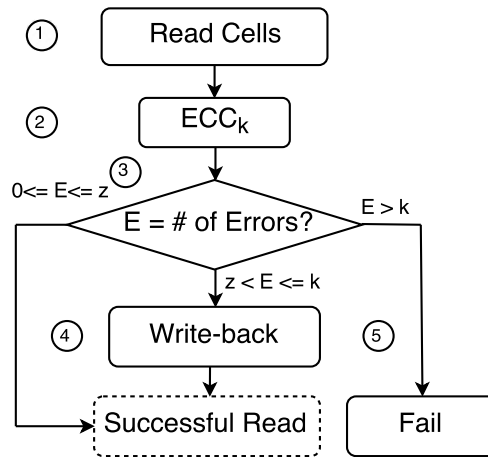 1
Read Cells
2
ECCk
3
0<= E<= z
E = # of Errors?
E > k
z < E <= k
4
Write-back
5
Successful Read
Fail